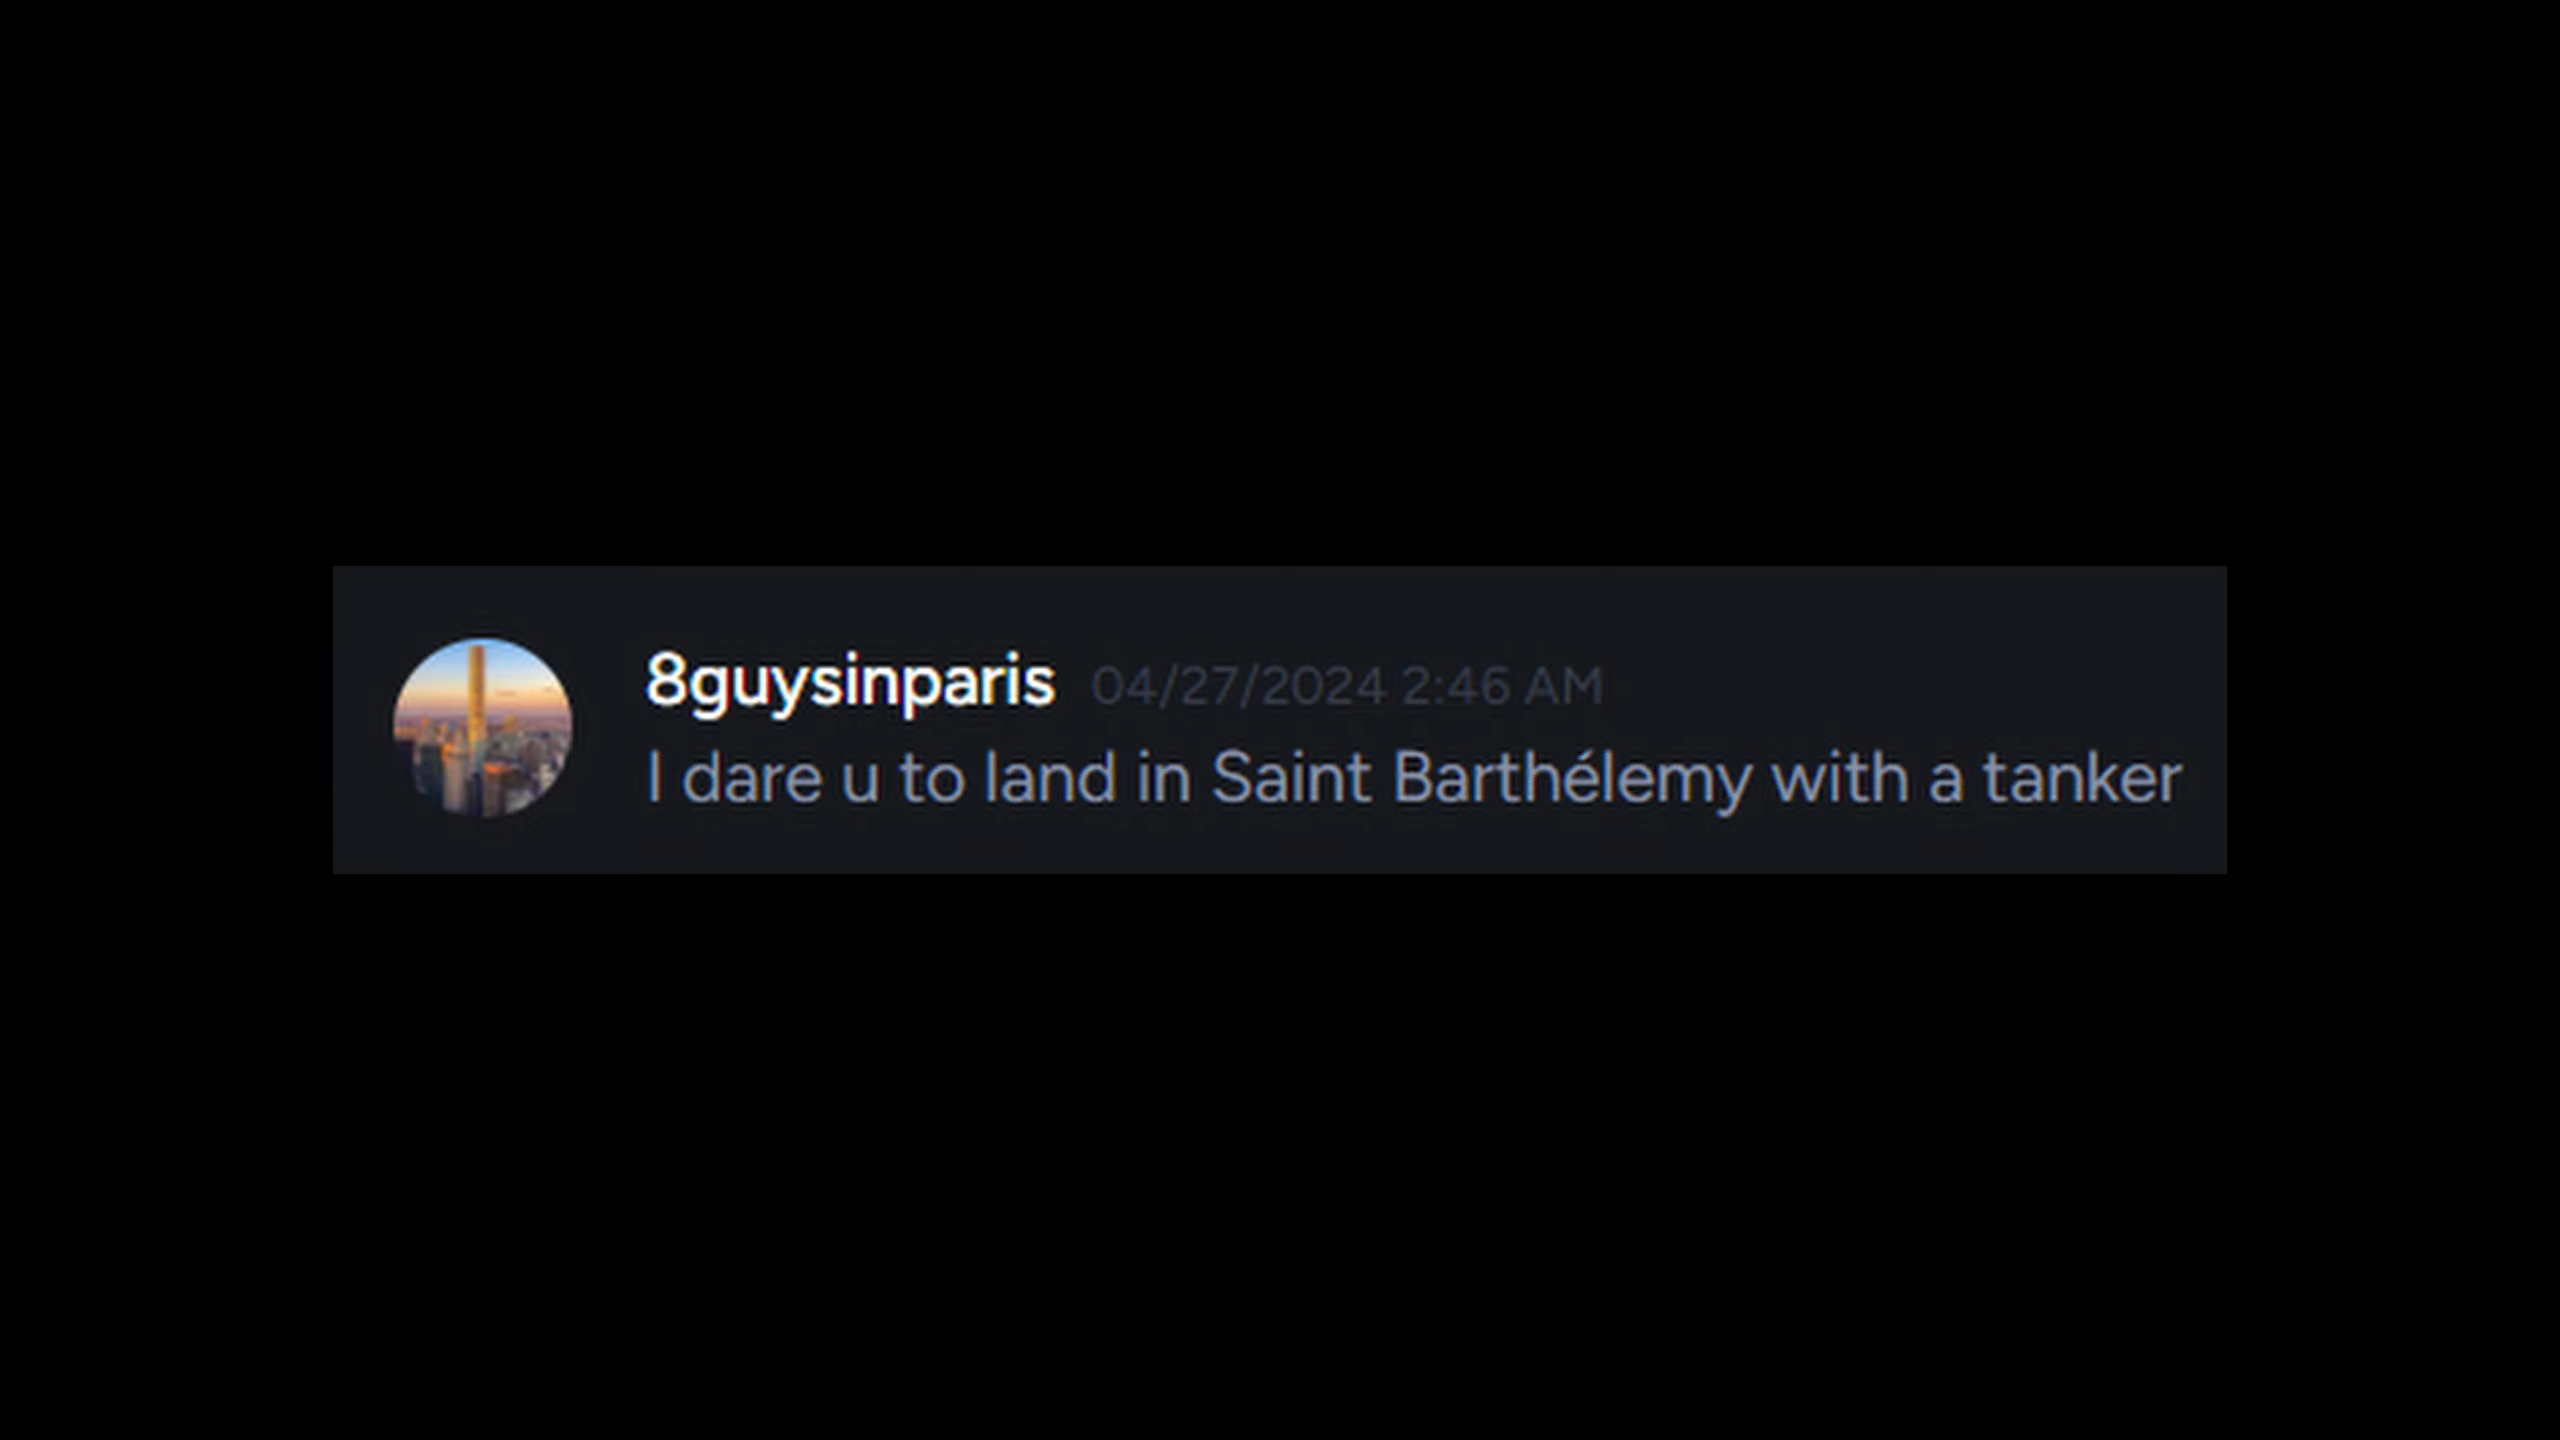 8guysinparis 04/27/2024 2:46 AM
I dare u to land in Saint Barthélemy with a tanker